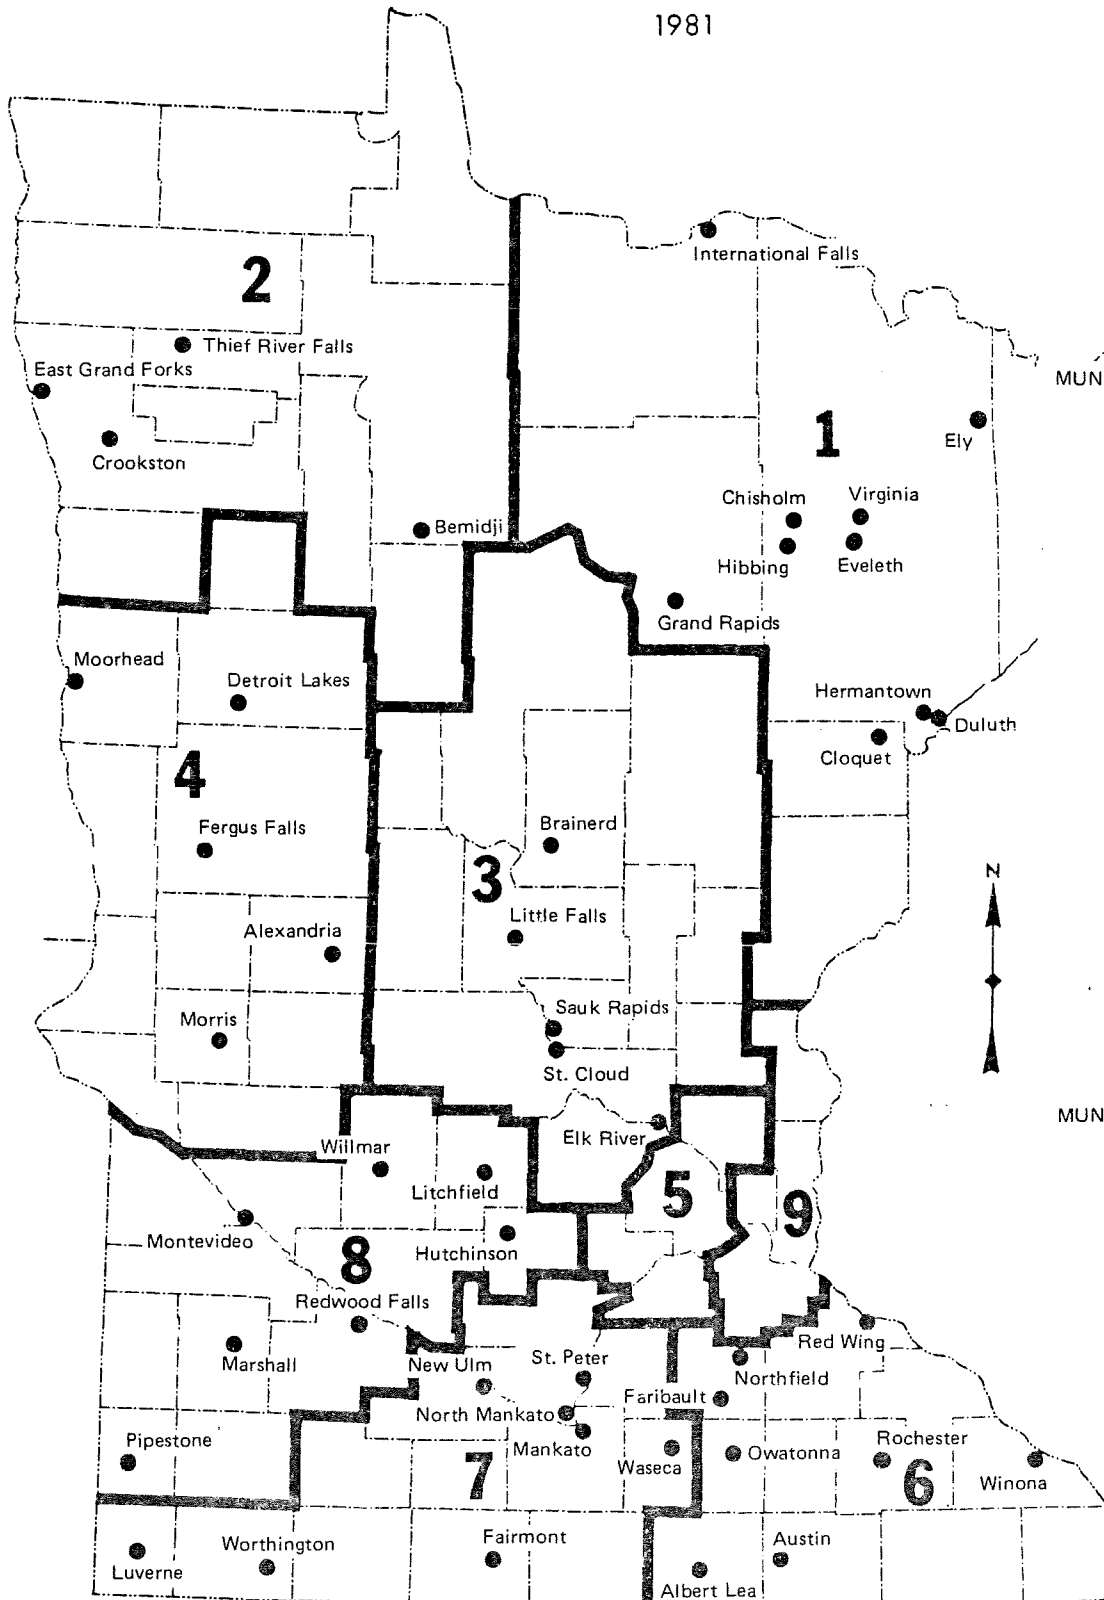 1981
International Falls
2
Thief River Falls
East Grand Forks
MUN
1
Ely
Crookston
Chisholm
Virginia
Bemidji
Hibbing
Eveleth
Grand Rapids
Moorhead
Detroit Lakes
Hermantown
Duluth
Cloquet
4
Fergus Falls
Brainerd
3
N
Little Falls
Alexandria
Sauk Rapids
Morris
St. Cloud
MUN
Elk River
Willmar
Litchfield
5
9
Montevideo
Hutchinson
8
Redwood Falls
Red Wing
Marshall
New Ulm
St. Peter
Northfield
Faribault
North Mankato
Pipestone
Mankato
Owatonna
Rochester
Waseca
7
6
Winona
Worthington
Fairmont
Austin
Luverne
Albert Lea